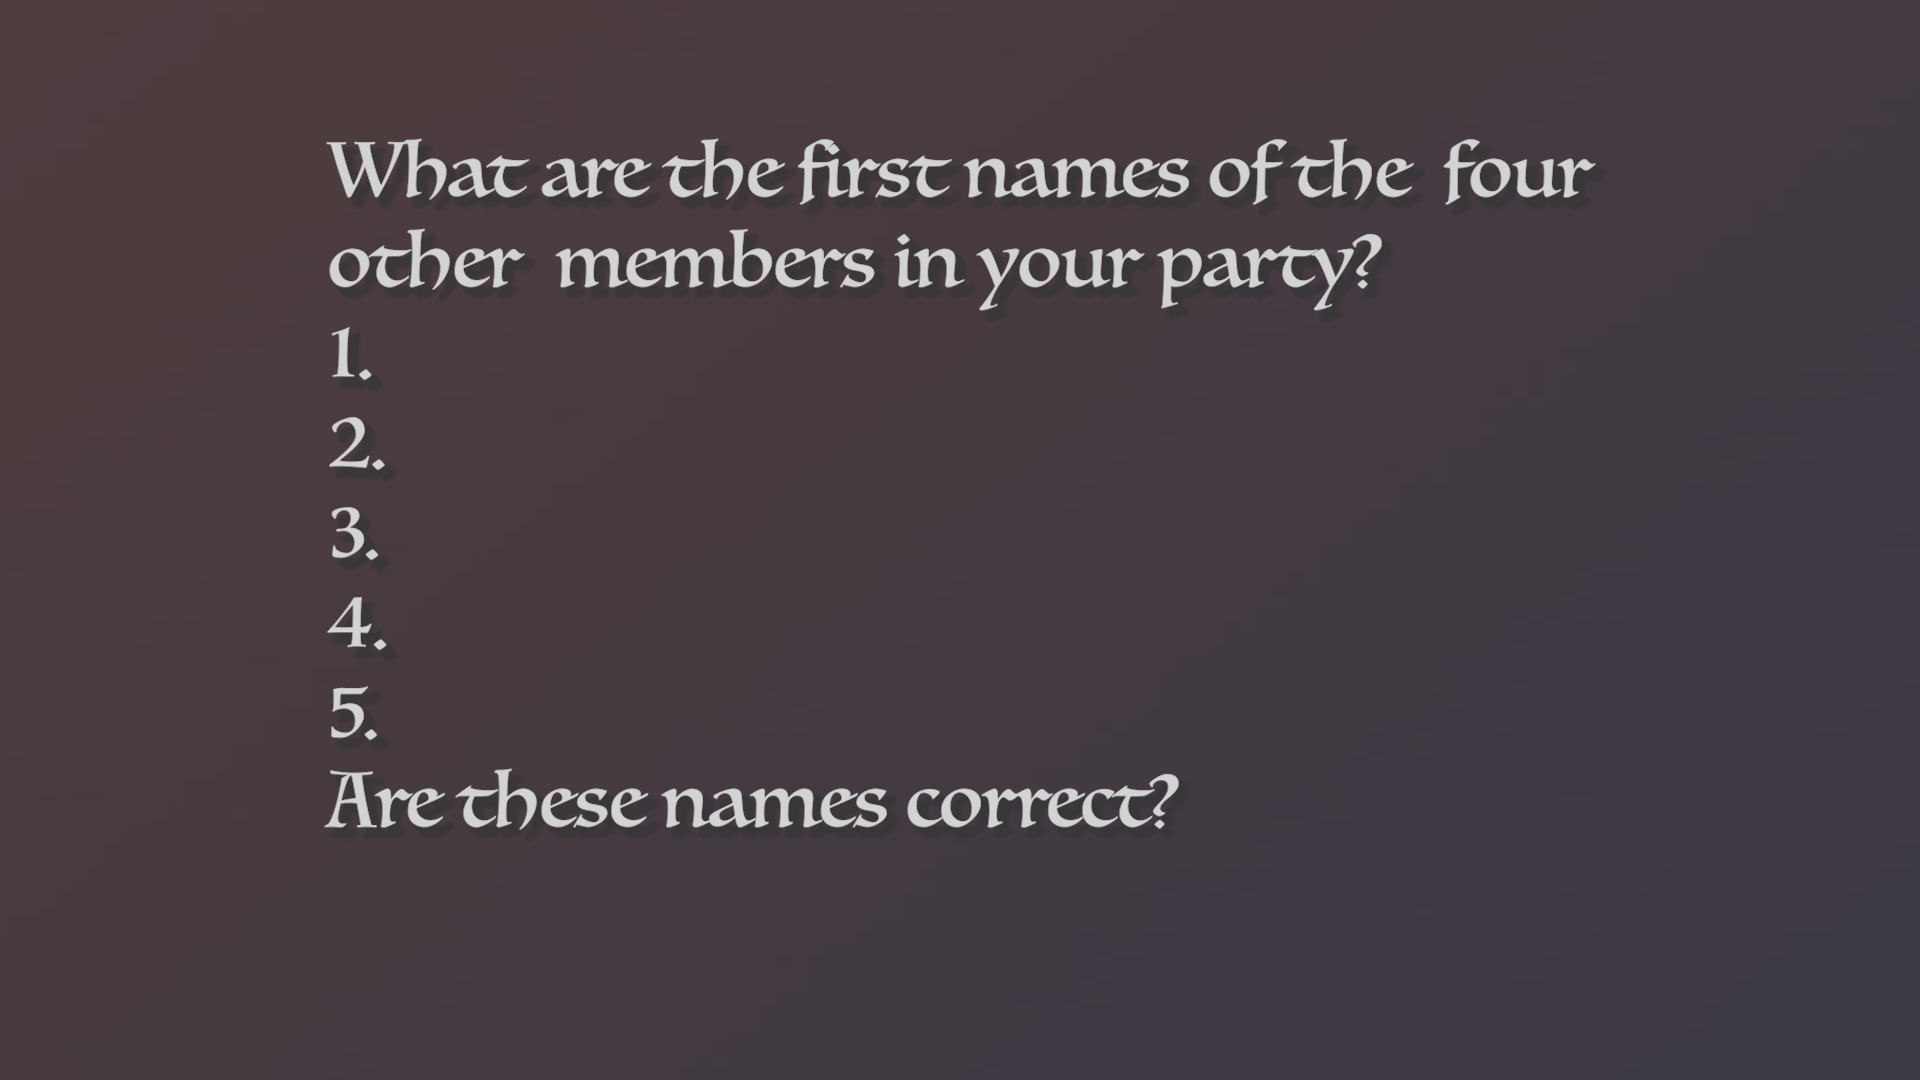 What are the first names of the four
other members in your party?
1.
2.
3.
4.
5.
Are these names correct?